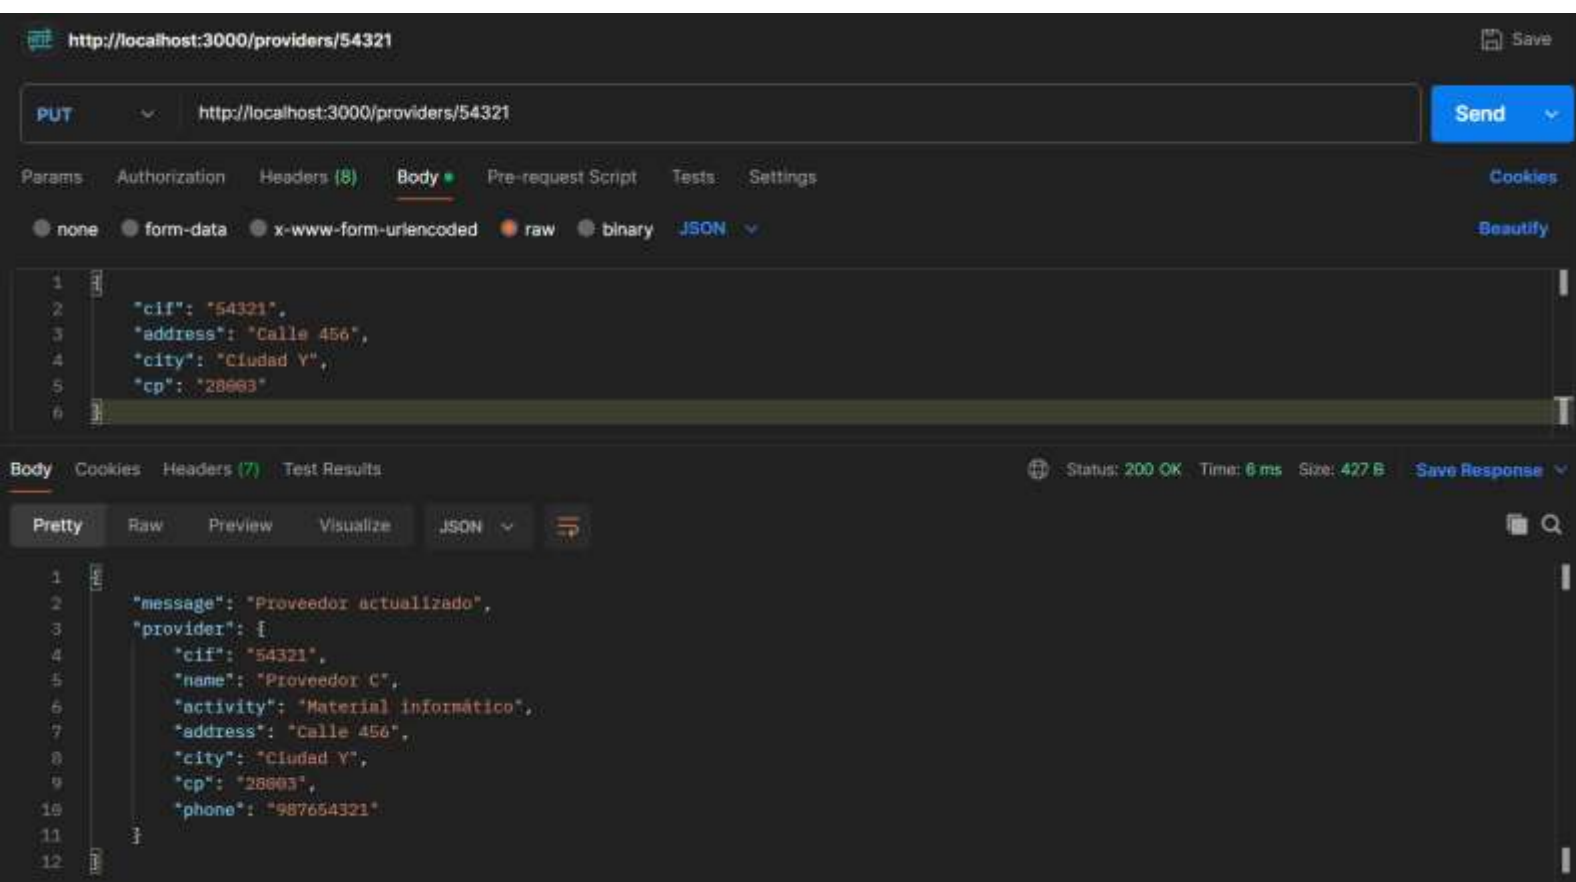 HTTP http://localhost:3000/providers/54321 Save
PUT http://localhost:3000/providers/54321 Send
Params Authorization Headers (8) Body Pre-request Script Tests Settings Cookies
none form-data x-www-form-urlencoded raw binary JSON Beautify
1 {
2 "cif": "54321",
3 "address": "Calle 456",
4 "city": "Ciudad Y",
5 "cp": "28003"
6 }
Body Cookies Headers (7) Test Results Status: 200 OK Time: 6 ms Size: 427 B Save Response
Pretty Raw Preview Visualize JSON
1 {
2 "message": "Proveedor actualizado",
3 "provider": {
4 "cif": "54321",
5 "name": "Proveedor C",
6 "activity": "Material informático",
7 "address": "Calle 456",
8 "city": "Ciudad Y",
9 "cp": "28003",
10 "phone": "987654321"
11 }
12 }